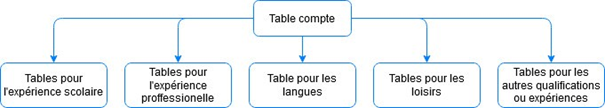 Table compte
Tables pour
l'expérience scolaire
Tables pour
l'expérience
proffessionelle
Table pour les
langues
Tables pour les
loisirs
Tables pour les
autres qualifications
ou expériences